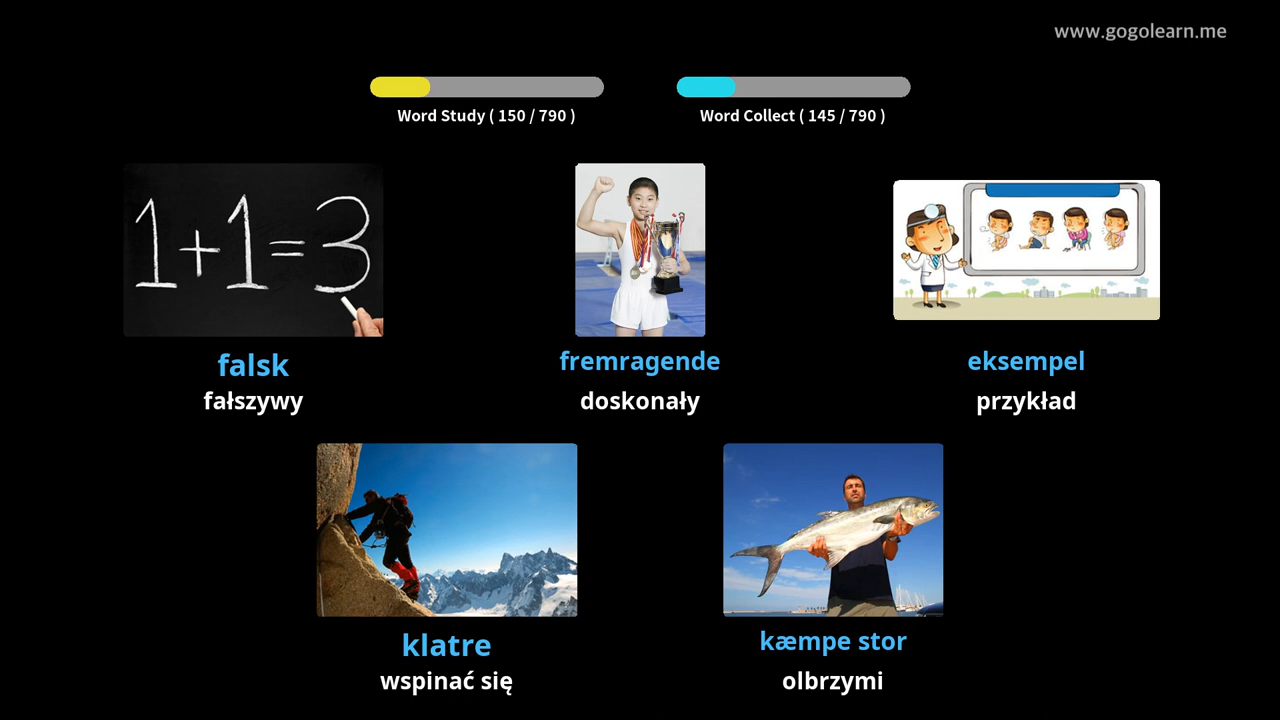 www.gogolearn.me
Word Study ( 150 / 790 )
Word Collect ( 145 / 790 )
1+1=3
falsk
fałszywy
fremragende
doskonały
eksempel
przykład
klatre
wspinać się
kæmpe stor
olbrzymi